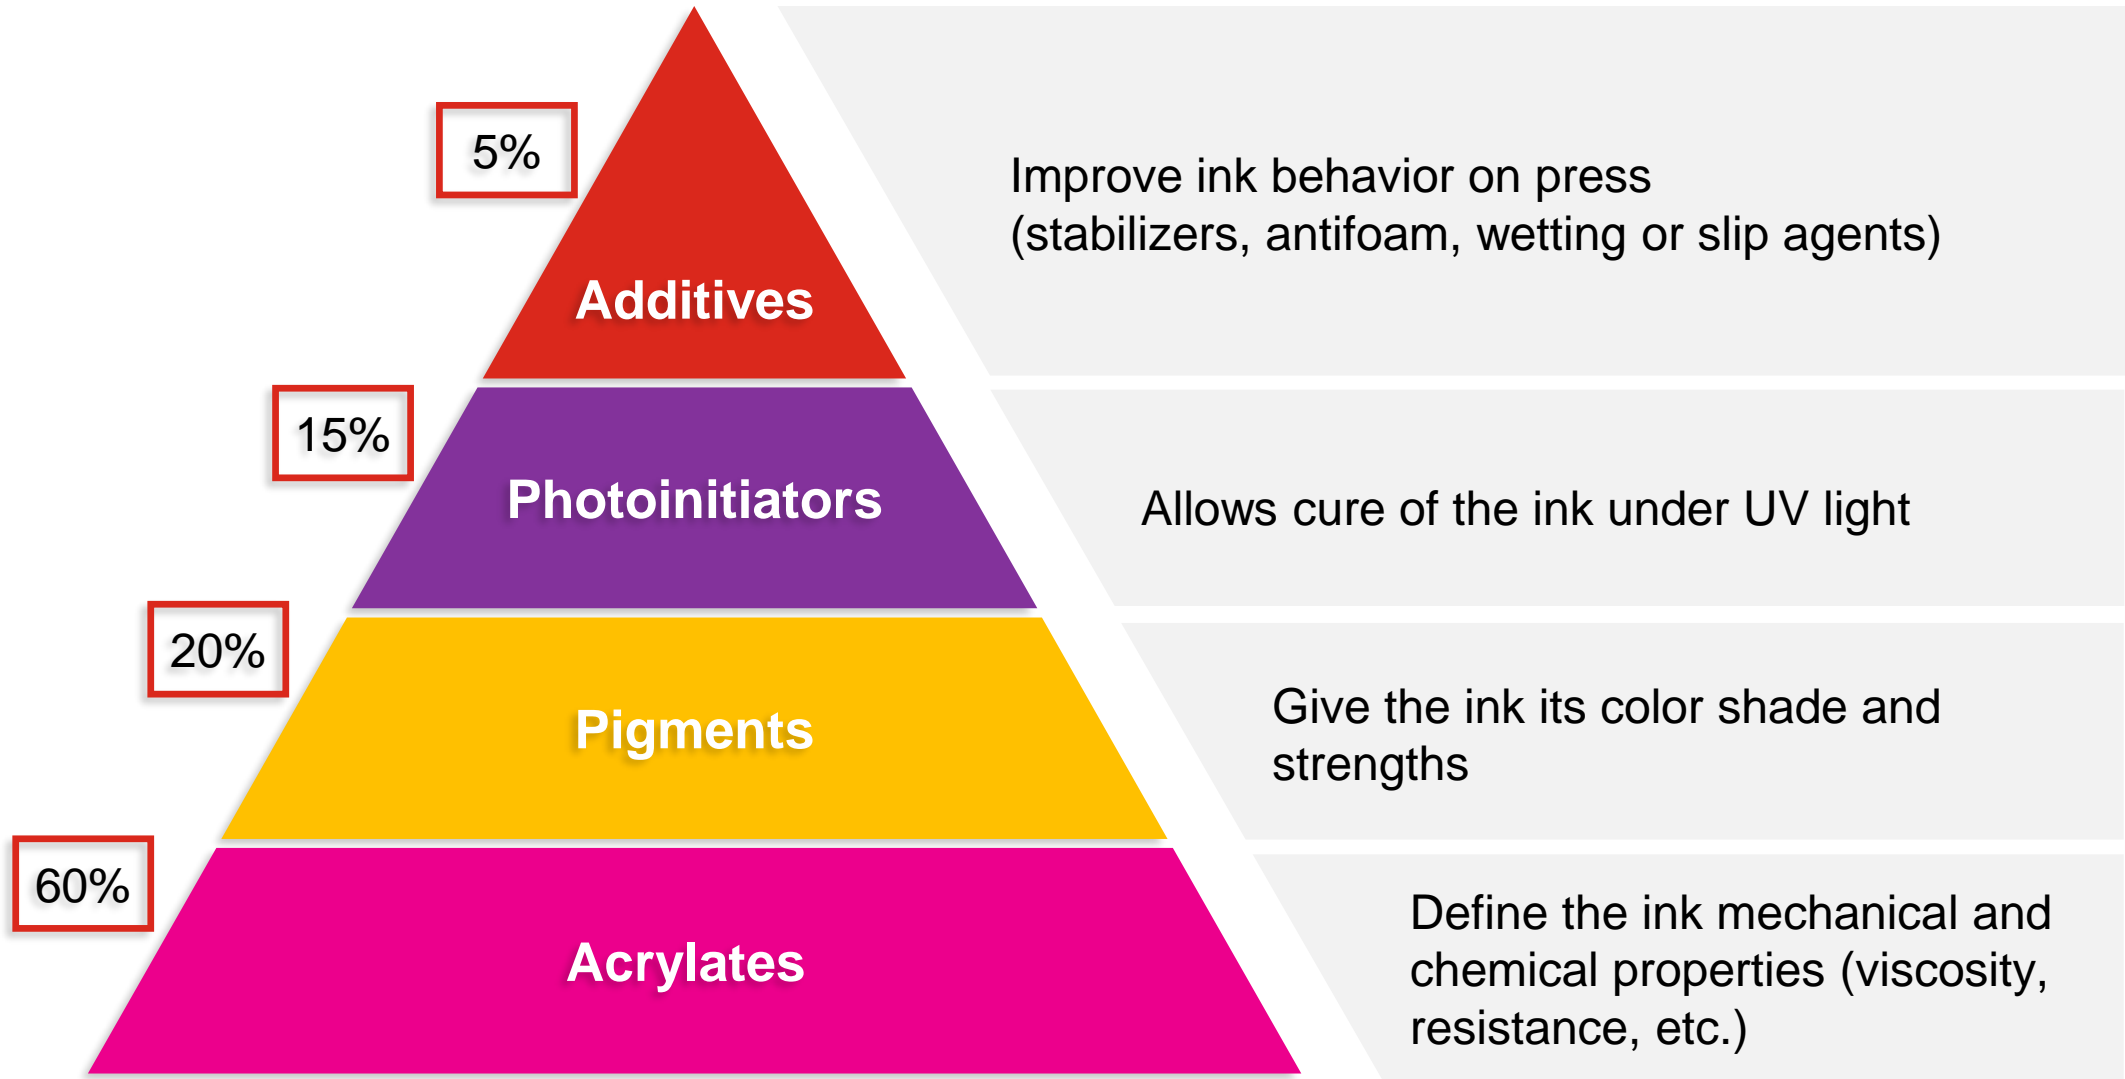 5%
Additives
Improve ink behavior on press
(stabilizers, antifoam, wetting or slip agents)
15%
Photoinitiators
Allows cure of the ink under UV light
20%
Pigments
Give the ink its color shade and
strengths
60%
Acrylates
Define the ink mechanical and
chemical properties (viscosity,
resistance, etc.)